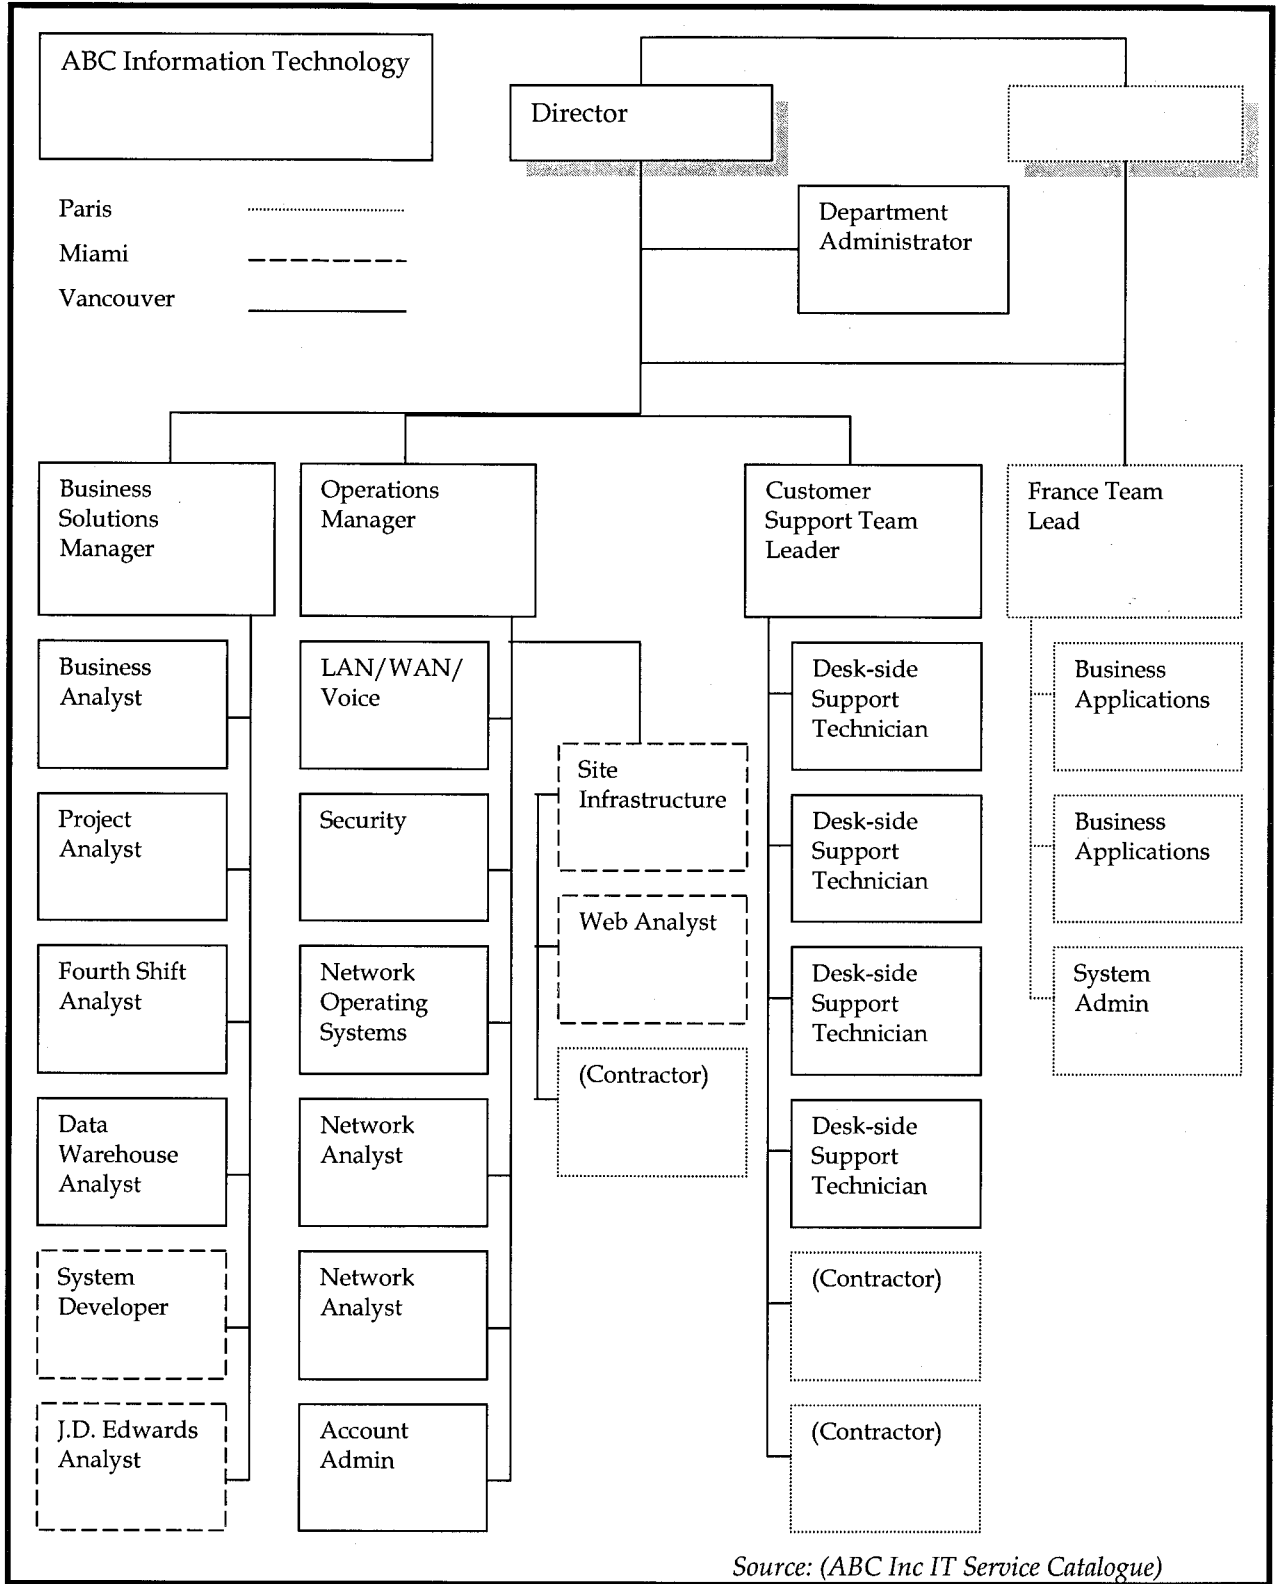 ABC Information Technology
Director
Paris
Miami
Vancouver
Department
Administrator
Business
Solutions
Manager
Business
Analyst
Project
Analyst
Fourth Shift
Analyst
Data
Warehouse
Analyst
System
Developer
J.D. Edwards
Analyst
Operations
Manager
LAN/WAN/
Voice
Security
Network
Operating
Systems
Network
Analyst
Network
Analyst
Account
Admin
Site
Infrastructure
Web Analyst
(Contractor)
Customer
Support Team
Leader
Desk-side
Support
Technician
Desk-side
Support
Technician
Desk-side
Support
Technician
Desk-side
Support
Technician
(Contractor)
(Contractor)
France Team
Lead
Business
Applications
Business
Applications
System
Admin
Source: (ABC Inc IT Service Catalogue)